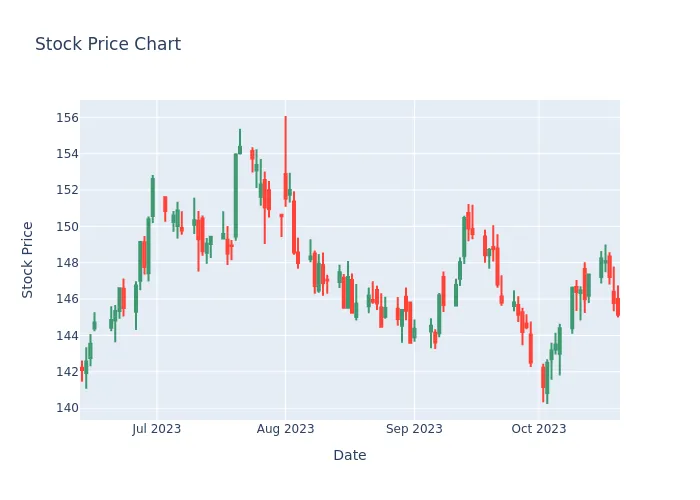 Stock Price Chart
156
154
152
150
148
146
144
142
140
Stock Price
Jul 2023
Aug 2023
Sep 2023
Oct 2023
Date